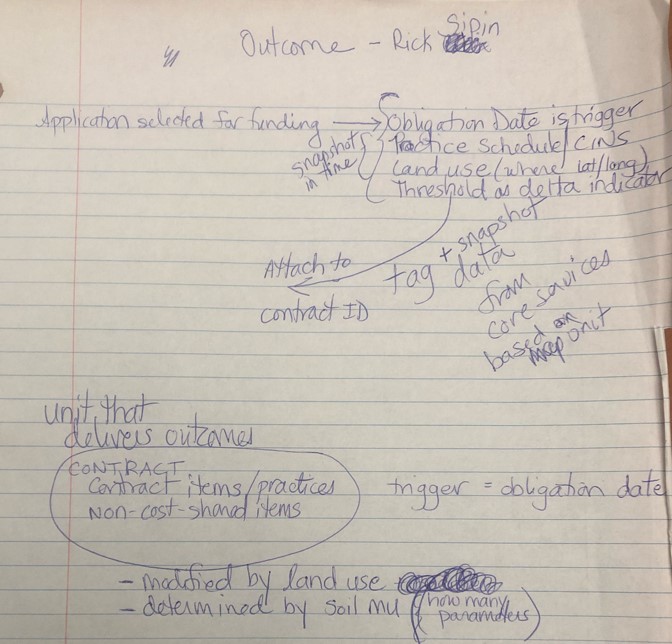 Outcome - Rick Sipin
Application selected for funding → Obligation Date is trigger
Practice Schedule/CINS
Land use (where lat/long)
Threshold as delta indicator
snapshots
in time
Attach to
contract ID
tag + snapshot
data
from
core services
based on
map unit
unit that
delivers outcomes
CONTRACT
Contract items/practices
Non-cost-shared items
trigger = obligation date
- modified by land use
- determined by soil mu (how many
parameters)